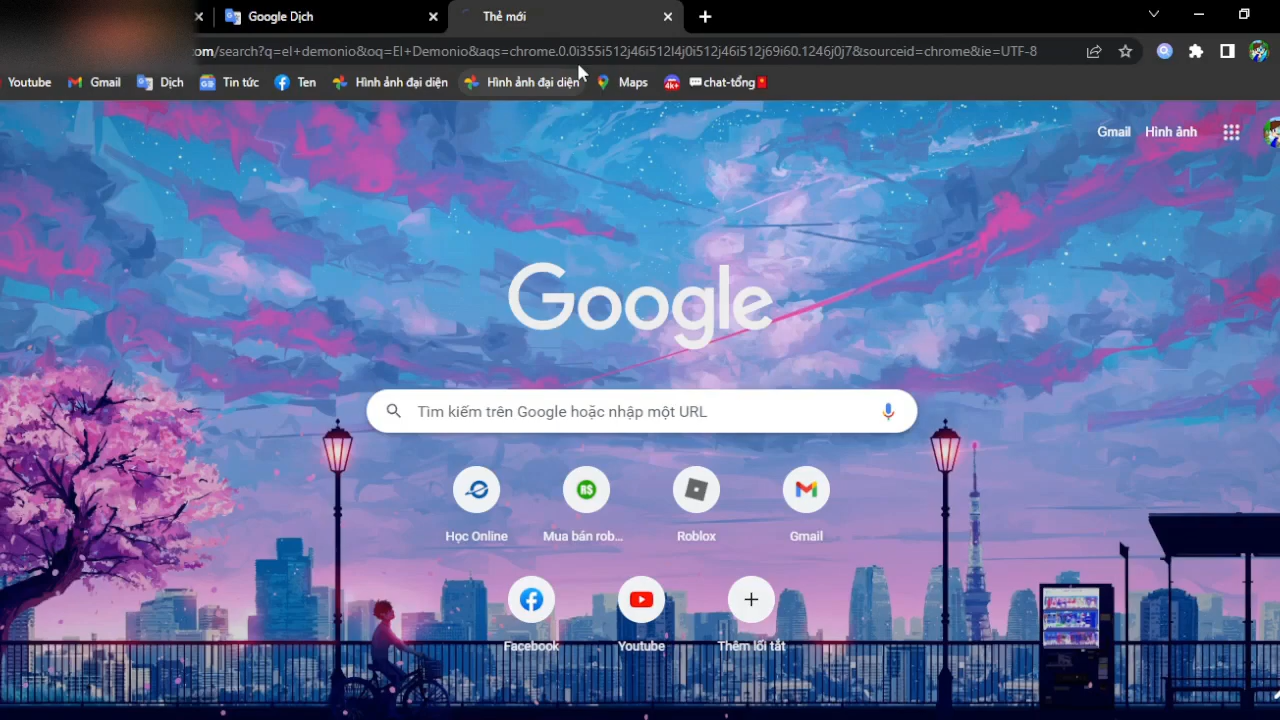 Google Dịch
Thẻ mới
om/search?q=el+demonio&oq=El+Demonio&aqs=chrome.0.0i355i512j46i512l4j0i512j46i512j69i60.1246j0j7&sourceid=chrome&ie=UTF-8
Youtube
Gmail
Dịch
Tin tức
Ten
Hình ảnh đại diện
Hình ảnh đại diện
Maps
4K+
chat-tổng
Gmail
Hình ảnh
Google
Tìm kiếm trên Google hoặc nhập một URL
R$
Học Online
Mua bán rob...
Roblox
Gmail
Facebook
Youtube
Thêm lối tắt